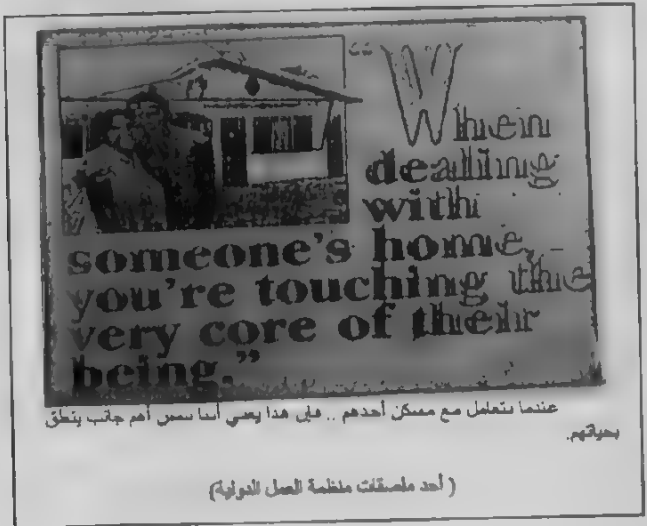 “When
dealing
with
someone's home,
you're touching the
very core of their
being.”
عندما نتعامل مع مسكن أحدهم .. فإن هذا يعني أننا نمس أهم جانب يتعلق
بحياتهم.
( أحد ملصقات منظمة العمل الدولية)